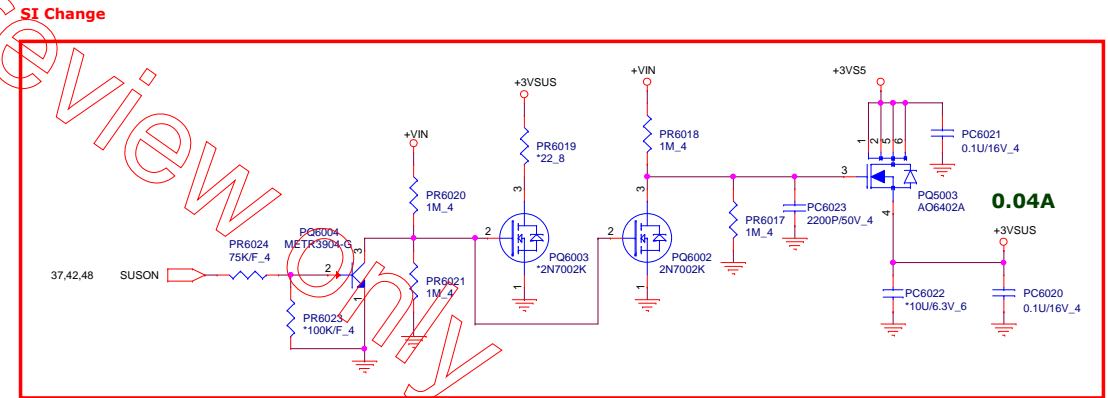 SI Change
eview only
+3VSUS
+VIN
+3VS5
+VIN
PR6019
*22_8
PR6018
1M_4
1
2
5
6
PC6021
0.1U/16V_4
PR6020
1M_4
3
3
3
PQ5003
AO6402A
0.04A
PR6017
1M_4
PC6023
2200P/50V_4
4
+3VSUS
PQ6004
METR3904-G
3
2
PQ6003
*2N7002K
2
PQ6002
2N7002K
PR6024
75K/F_4
37,42,48
SUSON
2
1
PR6021
1M_4
1
1
PC6022
*10U/6.3V_6
PC6020
0.1U/16V_4
PR6023
*100K/F_4